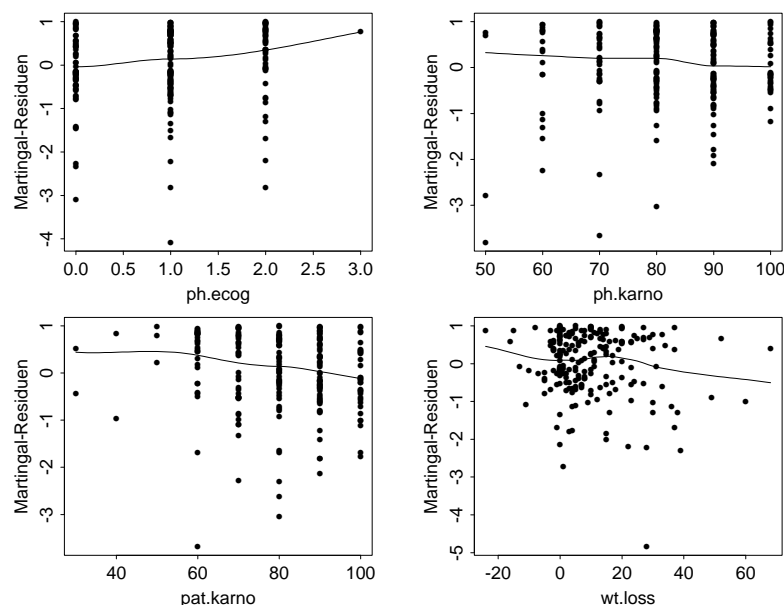 Martingal-Residuen
1
0
-1
-2
-3
-4
0.0 0.5 1.0 1.5 2.0 2.5 3.0
ph.ecog
Martingal-Residuen
1
0
-1
-3
50 60 70 80 90 100
ph.karno
Martingal-Residuen
1
0
-1
-2
-3
40 60 80 100
pat.karno
Martingal-Residuen
1
0
-1
-2
-3
-4
-5
-20 0 20 40 60
wt.loss